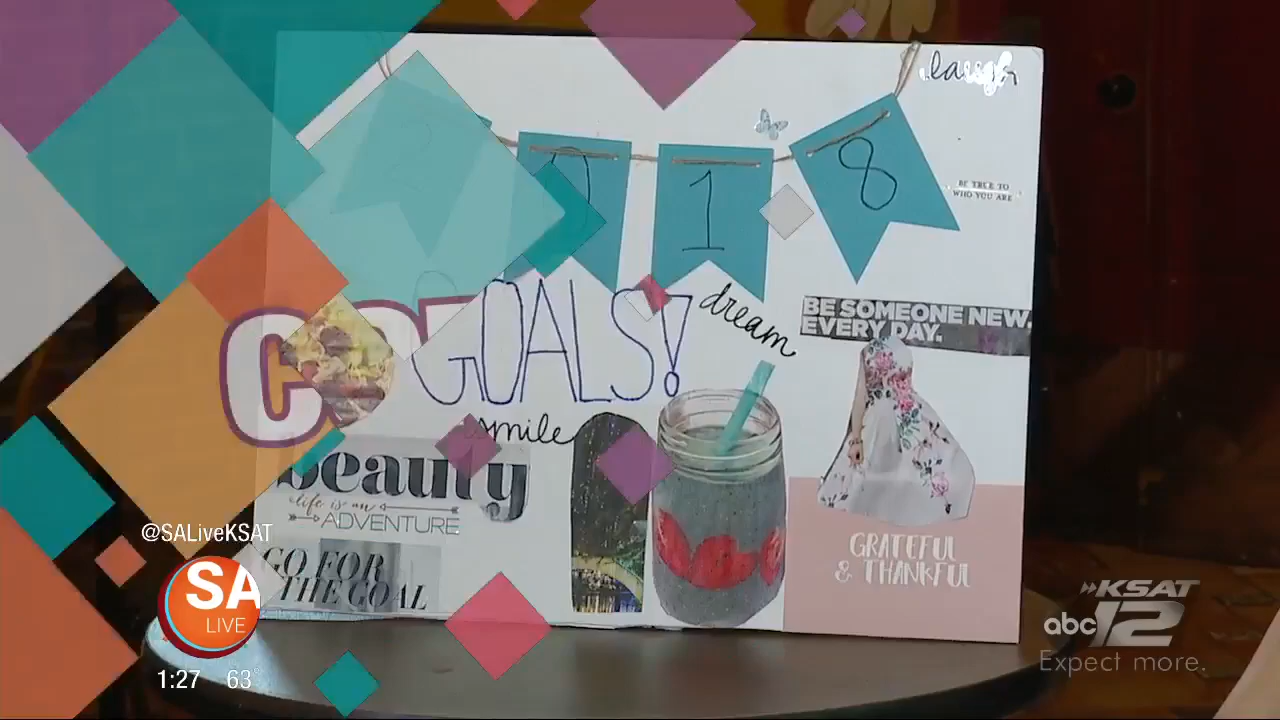 laugh
2 0 1 8
BE TRUE TO
WHO YOU ARE
GOALS!
dream
BE SOMEONE NEW
EVERY DAY.
smile
beauty
life is an
ADVENTURE
GO FOR
THE GOAL
GRATEFUL
& THANKFUL
@SALiveKSAT
SA
LIVE
1:27 63°
KSAT
abc 12
Expect more.